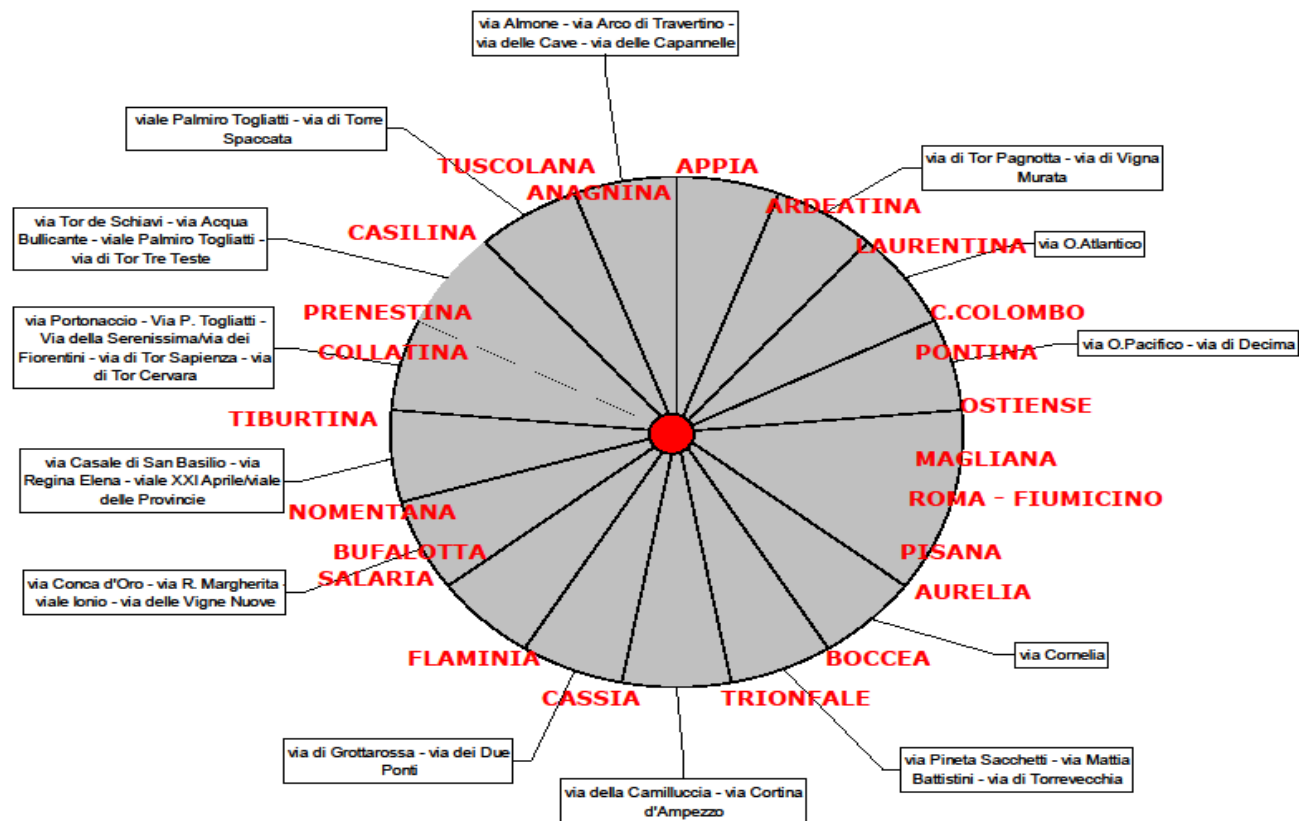 via Almone - via Arco di Travertino -
via delle Cave - via delle Capannelle
viale Palmiro Togliatti - via di Torre
Spaccata
TUSCOLANA
ANAGNINA
APPIA
via di Tor Pagnotta - via di Vigna
Murata
ARDEATINA
via Tor de Schiavi - via Acqua
Bullicante - viale Palmiro Togliatti -
via di Tor Tre Teste
CASILINA
LAURENTINA
via O.Atlantico
PRENESTINA
C.COLOMBO
via Portonaccio - Via P. Togliatti -
Via della Serenissima/via dei
Fiorentini - via di Tor Sapienza - via
di Tor Cervara
COLLATINA
PONTINA
via O.Pacifico - via di Decima
TIBURTINA
OSTIENSE
via Casale di San Basilio - via
Regina Elena - viale XXI Aprile/viale
delle Provincie
MAGLIANA
ROMA - FIUMICINO
NOMENTANA
BUFALOTTA
PISANA
SALARIA
AURELIA
via Conca d'Oro - via R. Margherita -
viale Ionio - via delle Vigne Nuove
FLAMINIA
BOCCEA
via Cornelia
CASSIA
TRIONFALE
via di Grottarossa - via dei Due
Ponti
via Pineta Sacchetti - via Mattia
Battistini - via di Torrevecchia
via della Camilluccia - via Cortina
d'Ampezzo